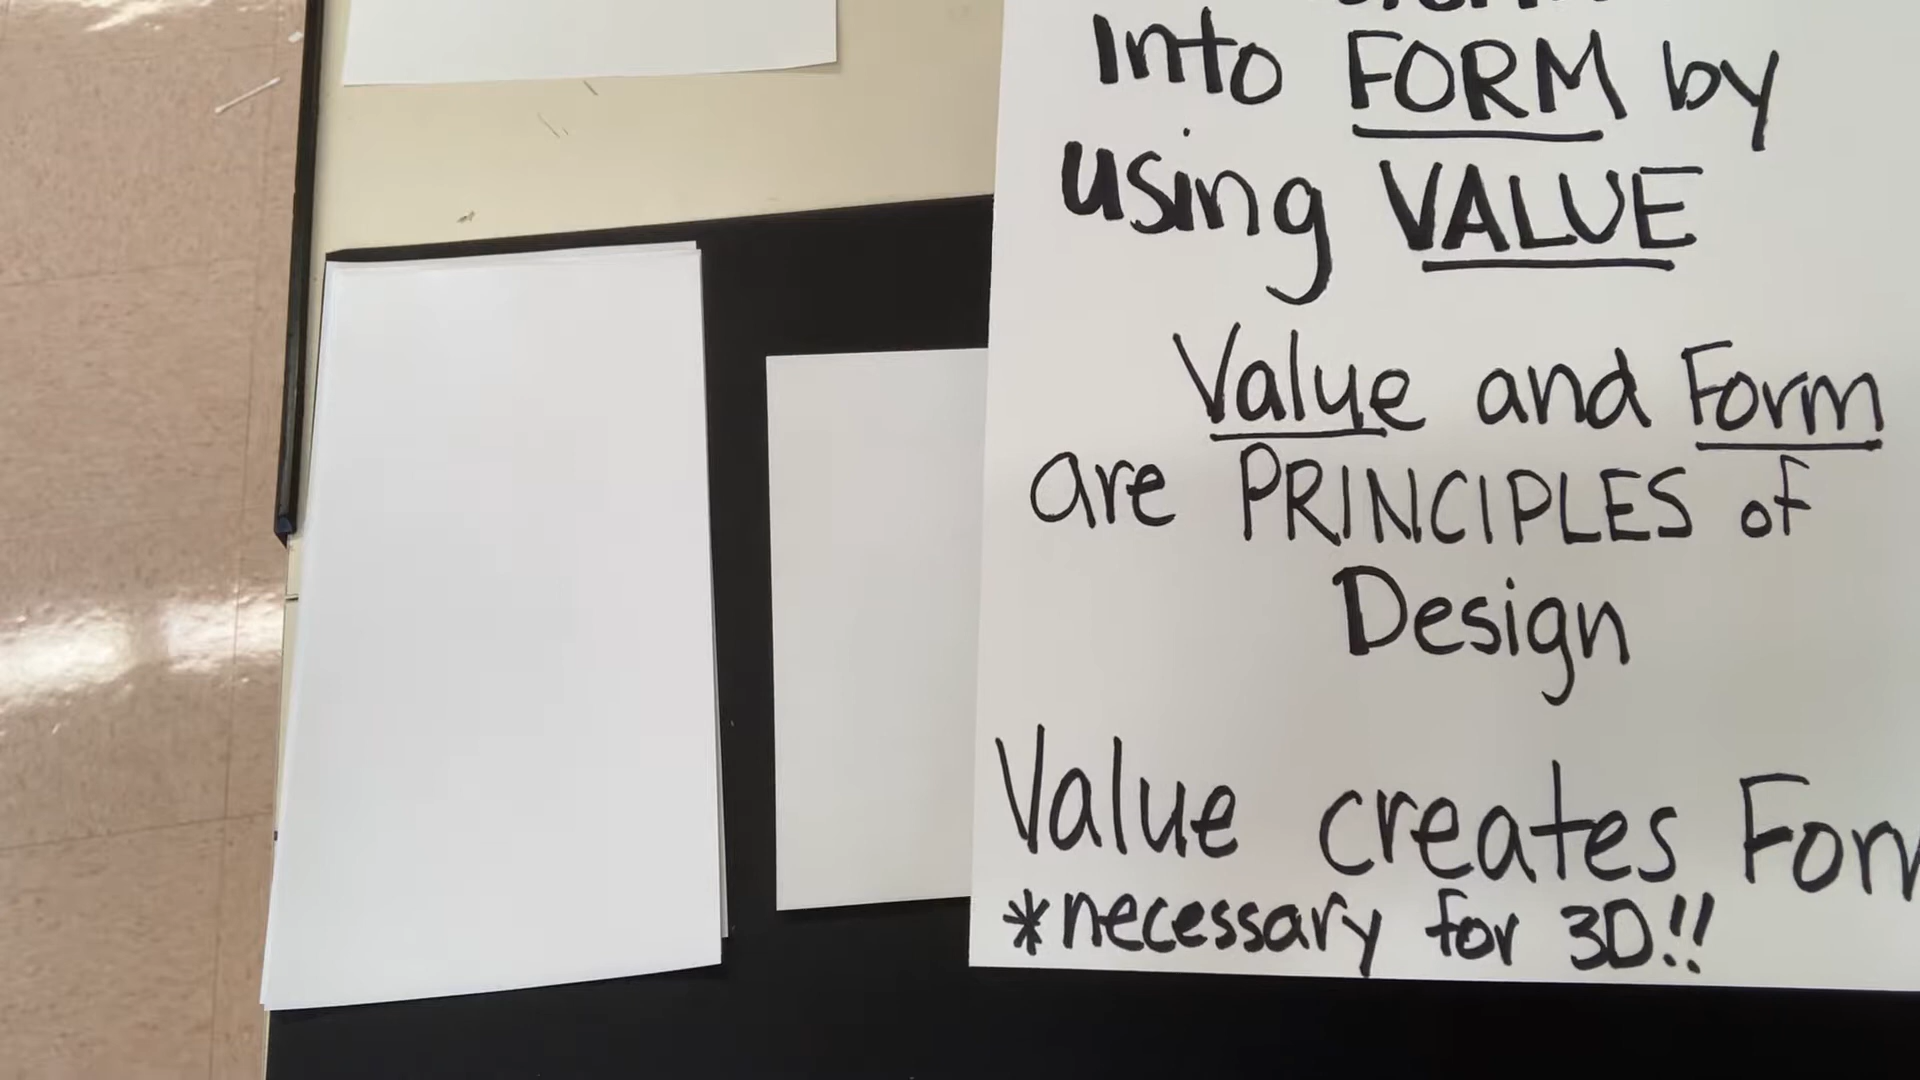 into FORM by
using VALUE
Value and Form
are PRINCIPLES of
Design
Value creates Form
*necessary for 3D!!